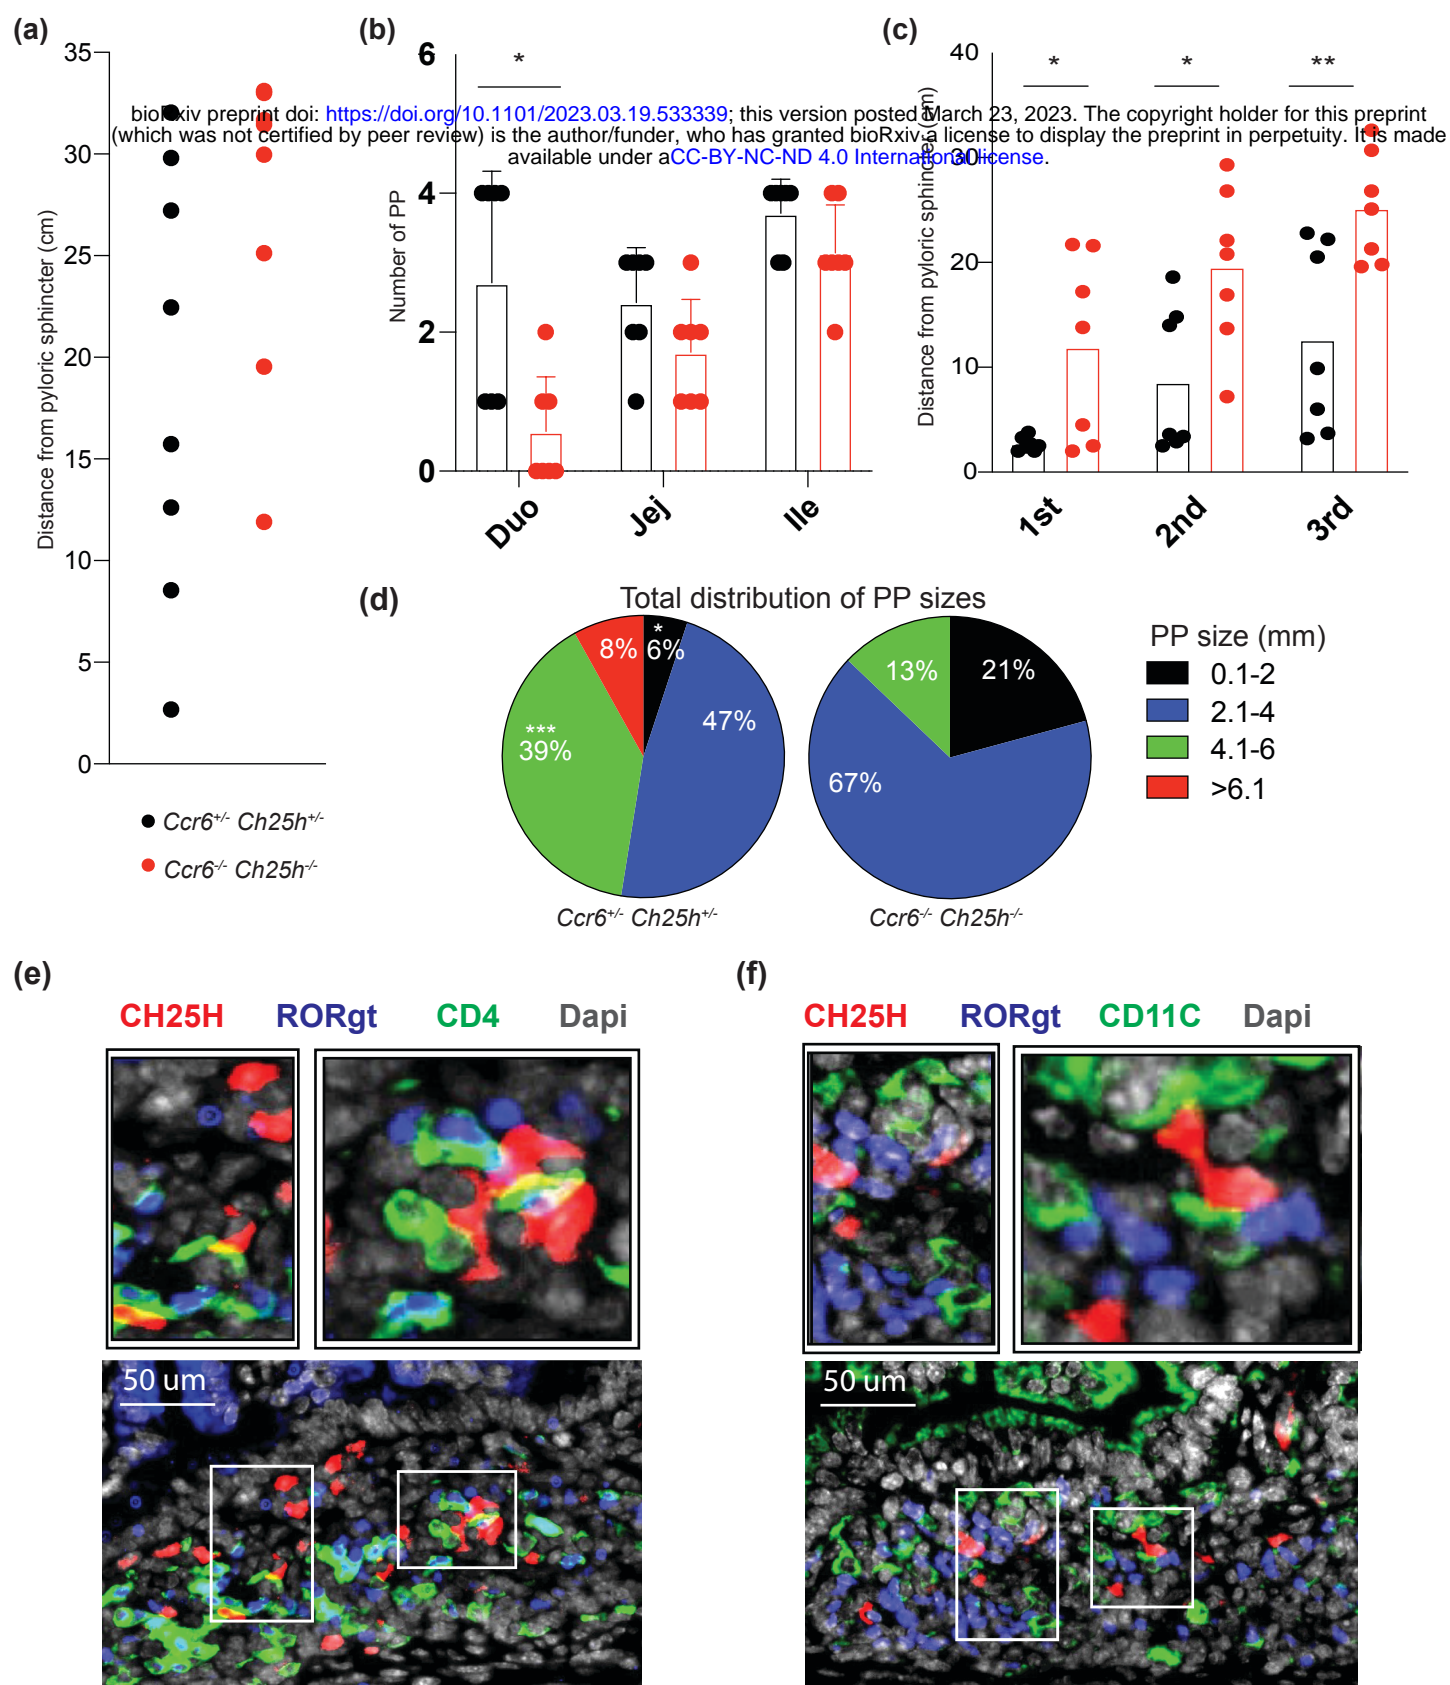 (a)
(b)
(c)
bioRxiv preprint doi: https://doi.org/10.1101/2023.03.19.533339; this version posted March 23, 2023. The copyright holder for this preprint
(which was not certified by peer review) is the author/funder, who has granted bioRxiv a license to display the preprint in perpetuity. It is made
available under aCC-BY-NC-ND 4.0 International license.
Distance from pyloric sphincter (cm)
35
30
25
20
15
10
5
0
Ccr6+/- Ch25h+/-
Ccr6-/- Ch25h-/-
Number of PP
6
4
2
0
*
Duo
Jej
Ile
Distance from pyloric sphincter (cm)
40
30
20
10
0
*
*
**
1st
2nd
3rd
(d)
Total distribution of PP sizes
8%
*
6%
47%
***
39%
Ccr6+/- Ch25h+/-
13%
21%
67%
Ccr6-/- Ch25h-/-
PP size (mm)
0.1-2
2.1-4
4.1-6
>6.1
(e)
CH25H RORgt CD4 Dapi
50 um
(f)
CH25H RORgt CD11C Dapi
50 um